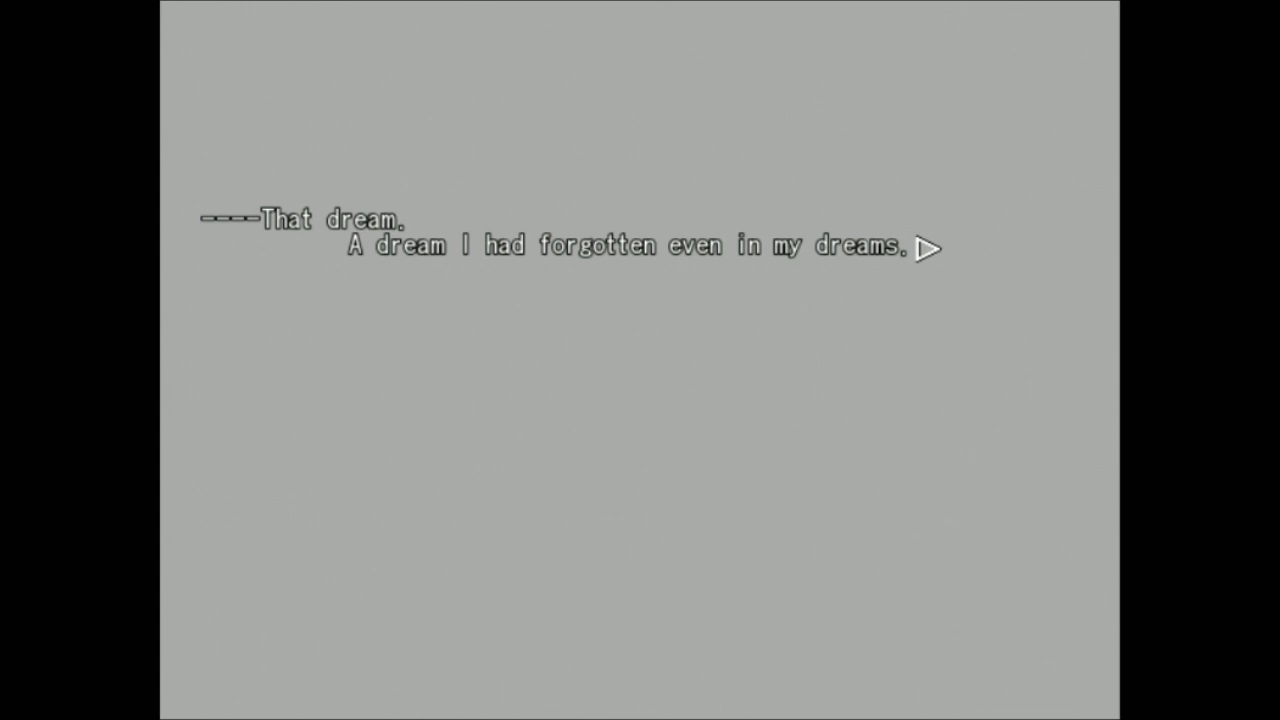 ----That dream.
A dream I had forgotten even in my dreams.